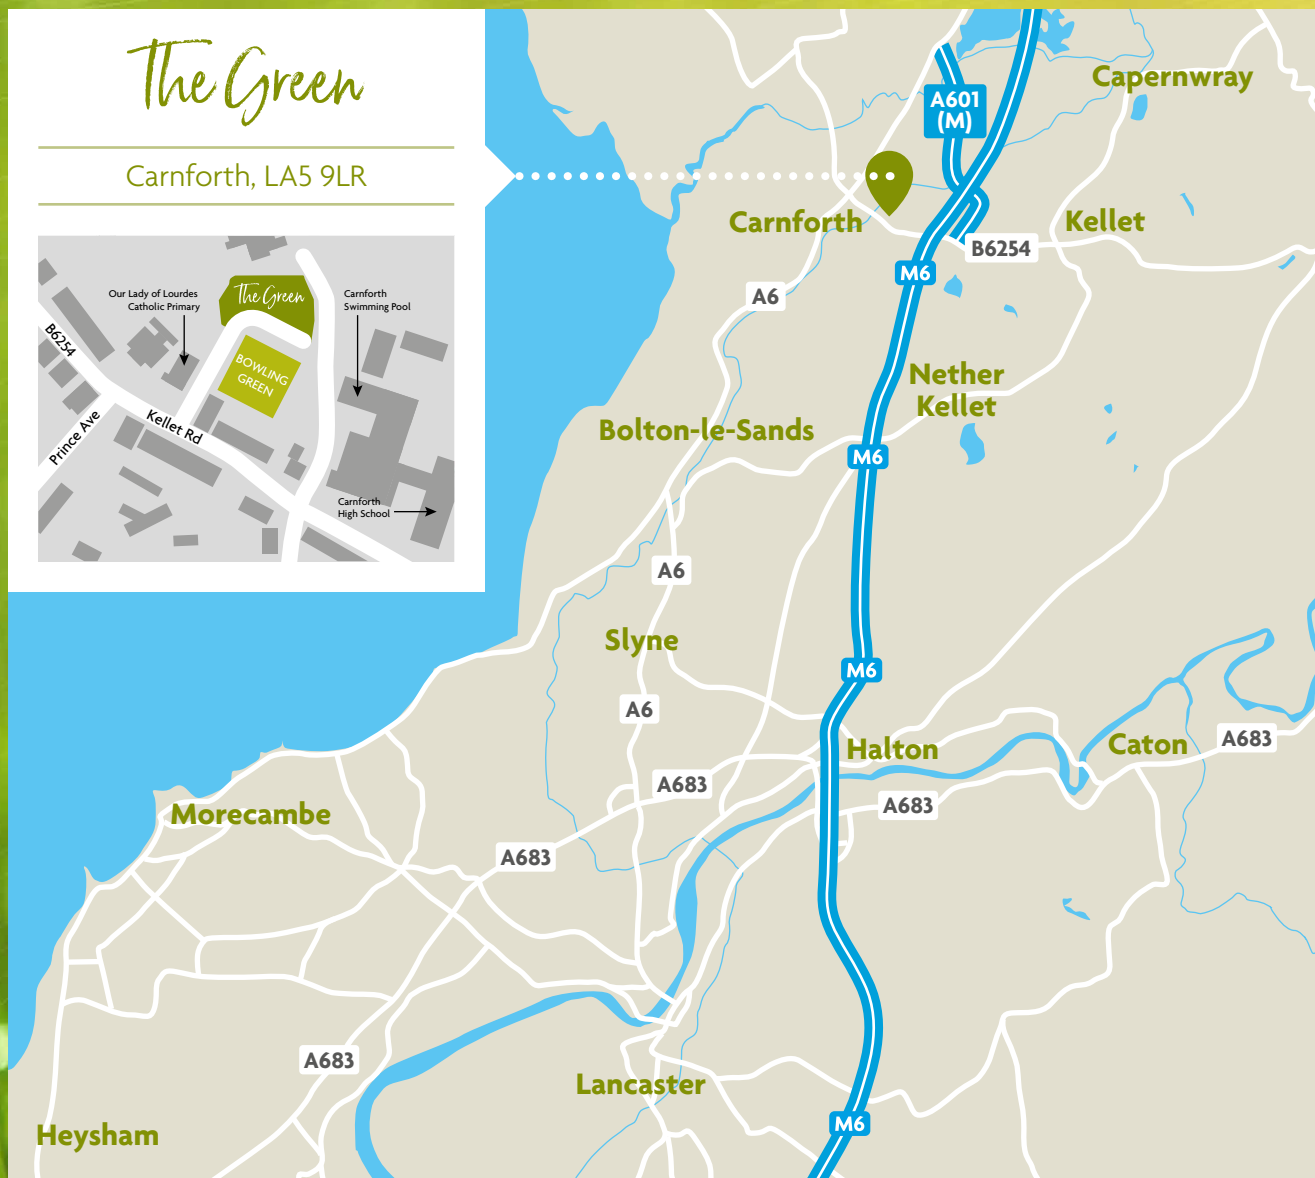 The Green
Carnforth, LA5 9LR
Our Lady of Lourdes
Catholic Primary
The Green
Carnforth
Swimming Pool
B6254
BOWLING
GREEN
Prince Ave
Kellet Rd
Carnforth
High School
A601
(M)
Capernwray
Carnforth
Kellet
B6254
M6
A6
Nether
Kellet
Bolton-le-Sands
M6
A6
Slyne
M6
A6
Halton
Caton
A683
A683
A683
Morecambe
A683
A683
Lancaster
M6
Heysham